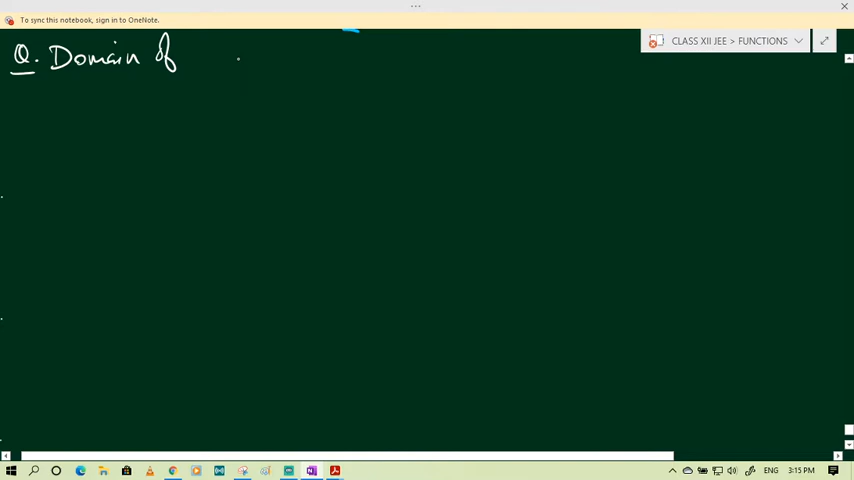 To sync this notebook, sign in to OneNote.
CLASS XII JEE > FUNCTIONS
Q. Domain of
ENG 3:15 PM